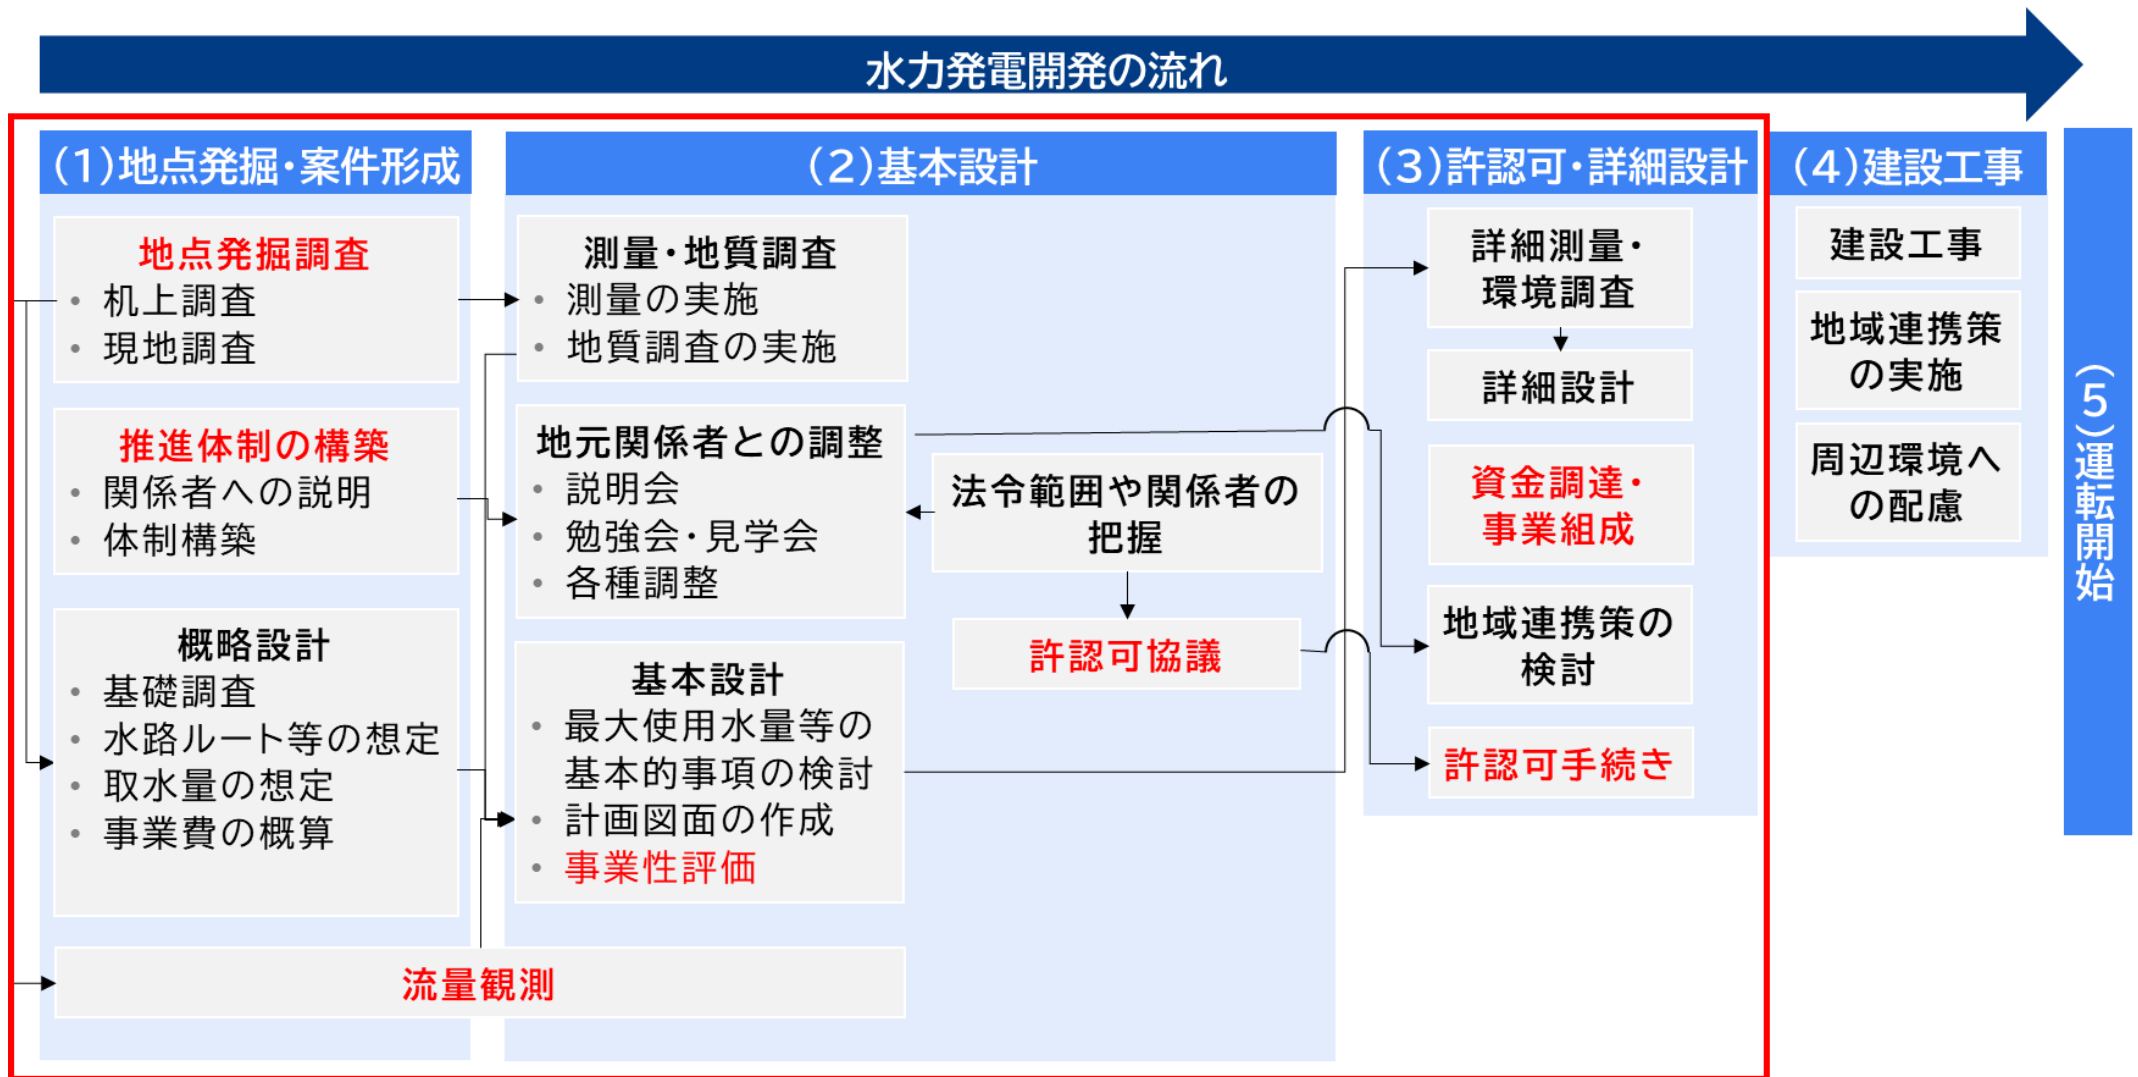 水力発電開発の流れ
(1)地点発掘・案件形成
地点発掘調査
• 机上調査
• 現地調査
推進体制の構築
• 関係者への説明
• 体制構築
概略設計
• 基礎調査
• 水路ルート等の想定
• 取水量の想定
• 事業費の概算
流量観測
(2)基本設計
測量・地質調査
• 測量の実施
• 地質調査の実施
地元関係者との調整
• 説明会
• 勉強会・見学会
• 各種調整
法令範囲や関係者の
把握
許認可協議
基本設計
• 最大使用水量等の
基本的事項の検討
• 計画図面の作成
• 事業性評価
(3)許認可・詳細設計
詳細測量・
環境調査
詳細設計
資金調達・
事業組成
地域連携策の
検討
許認可手続き
(4)建設工事
建設工事
地域連携策
の実施
周辺環境へ
の配慮
(5)運転開始